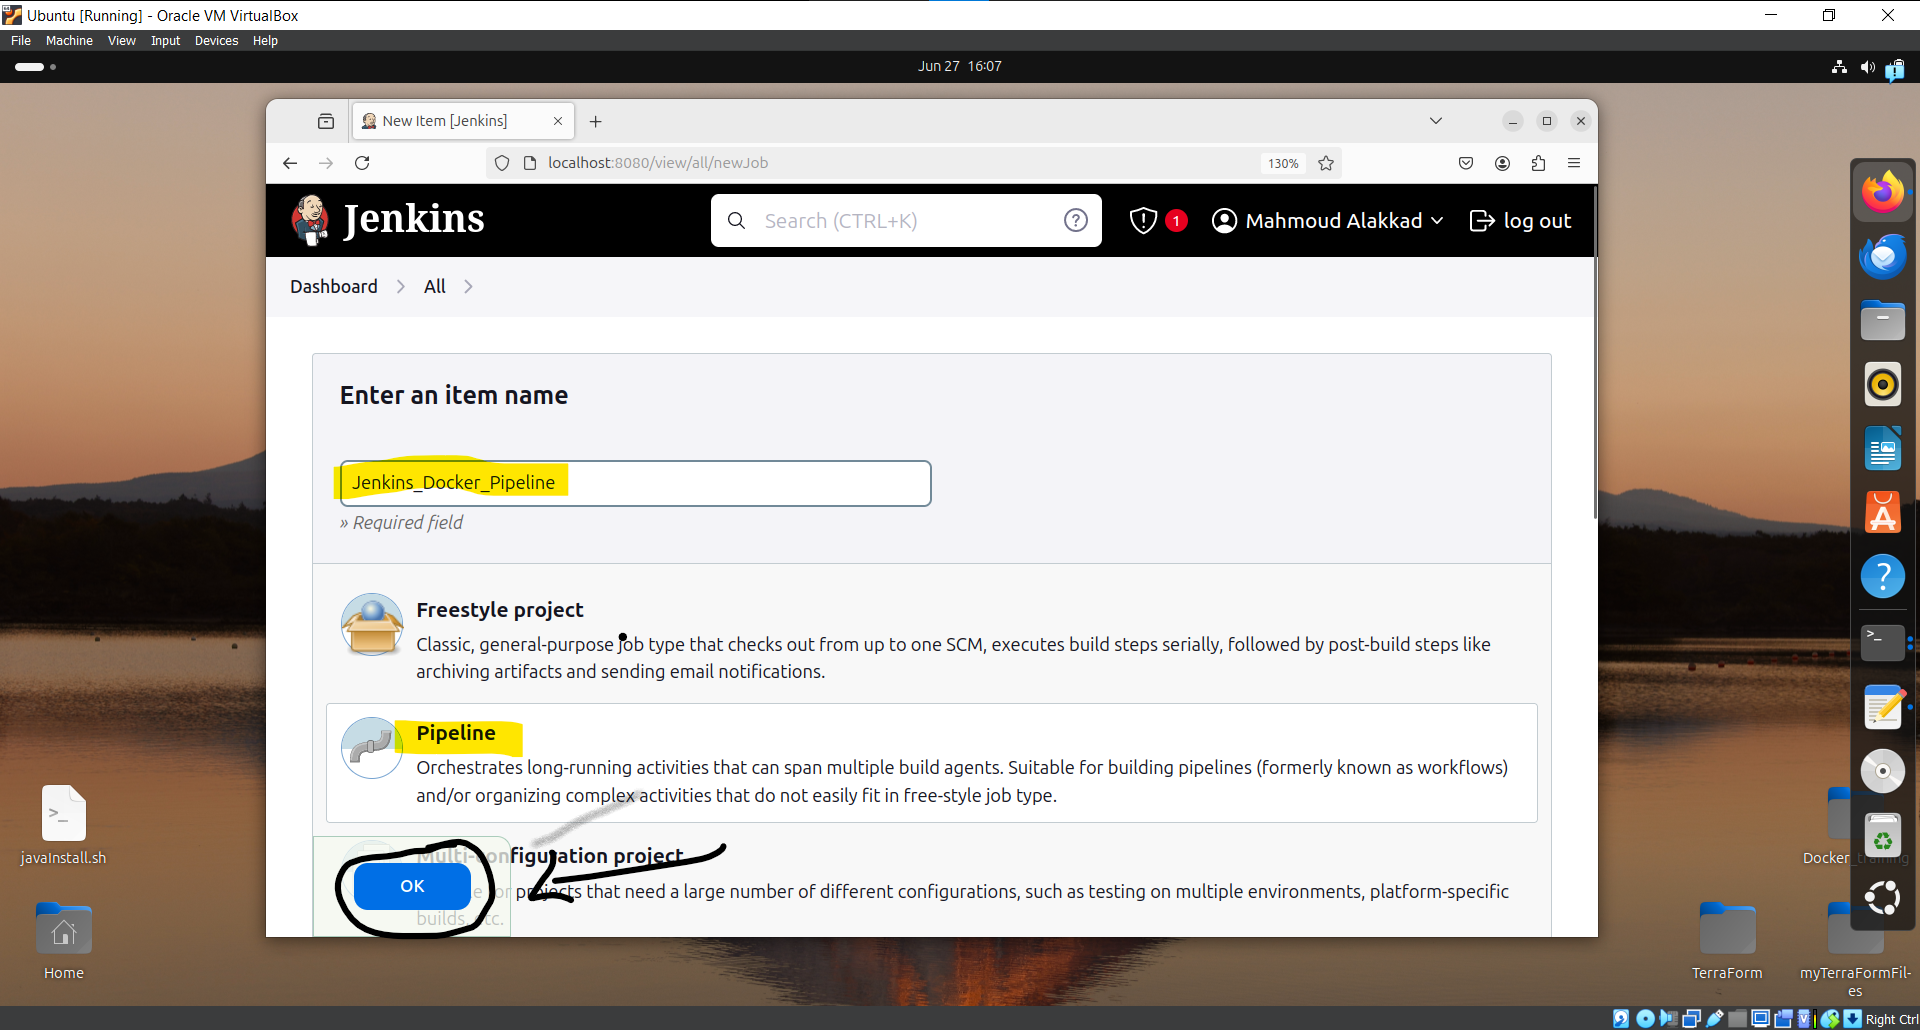 Ubuntu [Running] - Oracle VM VirtualBox
File Machine View Input Devices Help
Jun 27 16:07
New Item [Jenkins]
localhost:8080/view/all/newJob
130%
Jenkins
Search (CTRL+K)
1
Mahmoud Alakkad
log out
Dashboard
All
Enter an item name
Jenkins_Docker_Pipeline
» Required field
Freestyle project
Classic, general-purpose job type that checks out from up to one SCM, executes build steps serially, followed by post-build steps like
archiving artifacts and sending email notifications.
Pipeline
Orchestrates long-running activities that can span multiple build agents. Suitable for building pipelines (formerly known as workflows)
and/or organizing complex activities that do not easily fit in free-style job type.
Multi-configuration project
for projects that need a large number of different configurations, such as testing on multiple environments, platform-specific
builds, etc.
OK
javaInstall.sh
Home
Docker_training
TerraForm
myTerraFormFil-
es
Right Ctrl